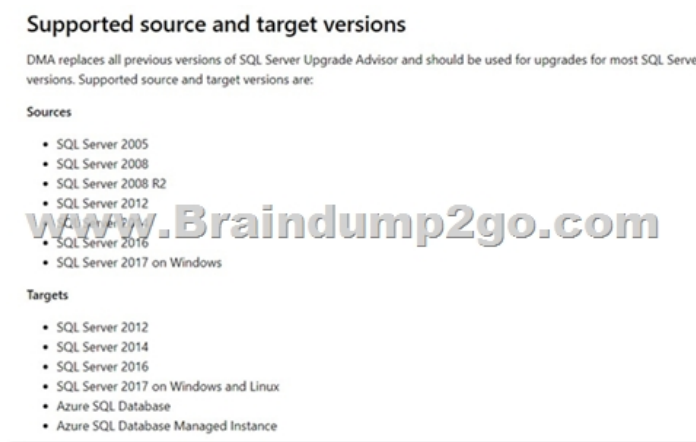 Supported source and target versions
DMA replaces all previous versions of SQL Server Upgrade Advisor and should be used for upgrades for most SQL Serve
versions. Supported source and target versions are:
Sources
• SQL Server 2005
• SQL Server 2008
• SQL Server 2008 R2
• SQL Server 2012
www.Braindump2go.com
• SQL Server
• SQL Server 2016
• SQL Server 2017 on Windows
Targets
• SQL Server 2012
• SQL Server 2014
• SQL Server 2016
• SQL Server 2017 on Windows and Linux
• Azure SQL Database
• Azure SQL Database Managed Instance